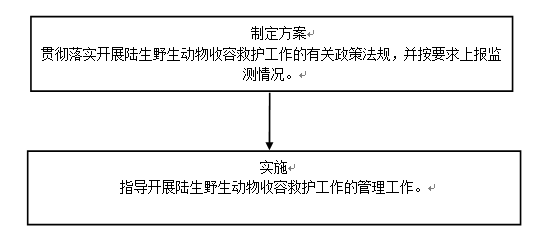 制定方案
贯彻落实开展陆生野生动物收容救护工作的有关政策法规，并按要求上报监
测情况。
实施
指导开展陆生野生动物收容救护工作的管理工作。